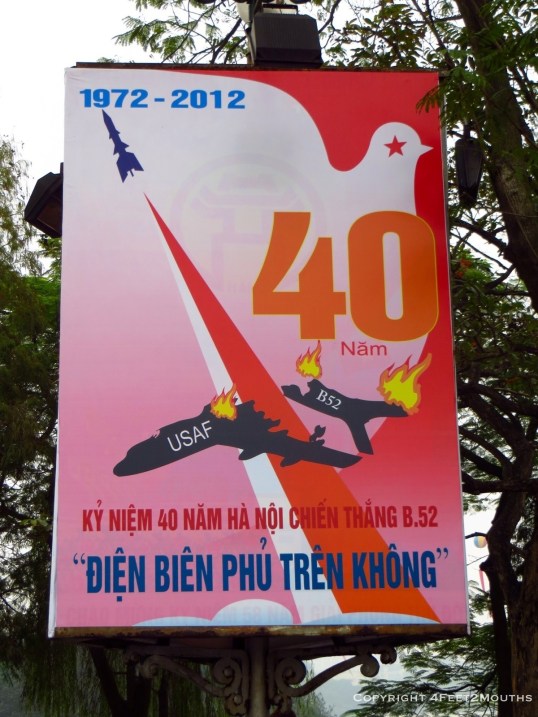 1972 - 2012
40
Năm
B52
USAF
KỶ NIỆM 40 NĂM HÀ NỘI CHIẾN THẮNG B.52
“ĐIỆN BIÊN PHỦ TRÊN KHÔNG”
COPYRIGHT 4FEET2MOUTHS